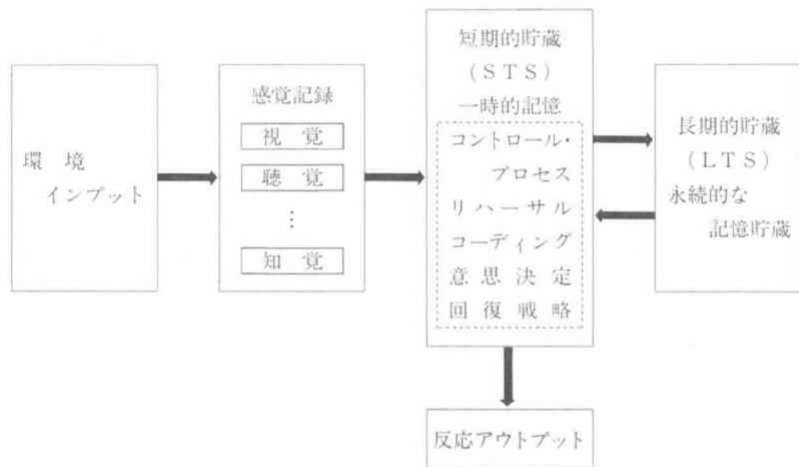 環境
インプット
感覚記録
視覚
聴覚
⋮
知覚
短期的貯蔵
(STS)
一時的記憶
コントロール・
プロセス
リハーサル
コーディング
意思決定
回復戦略
長期的貯蔵
(LTS)
永続的な
記憶貯蔵
反応アウトプット